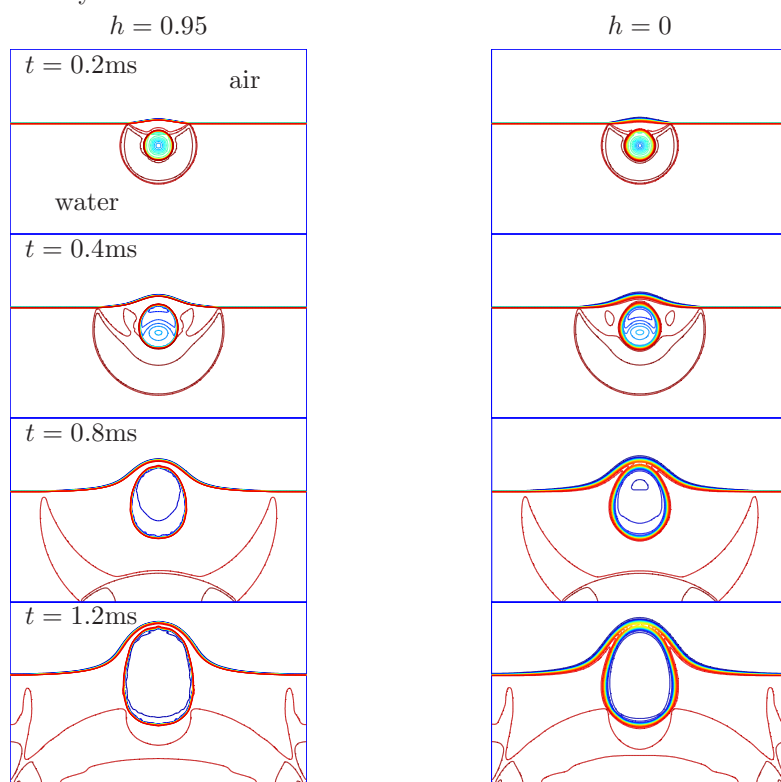 h = 0.95
h = 0
t = 0.2ms
air
water
t = 0.4ms
t = 0.8ms
t = 1.2ms